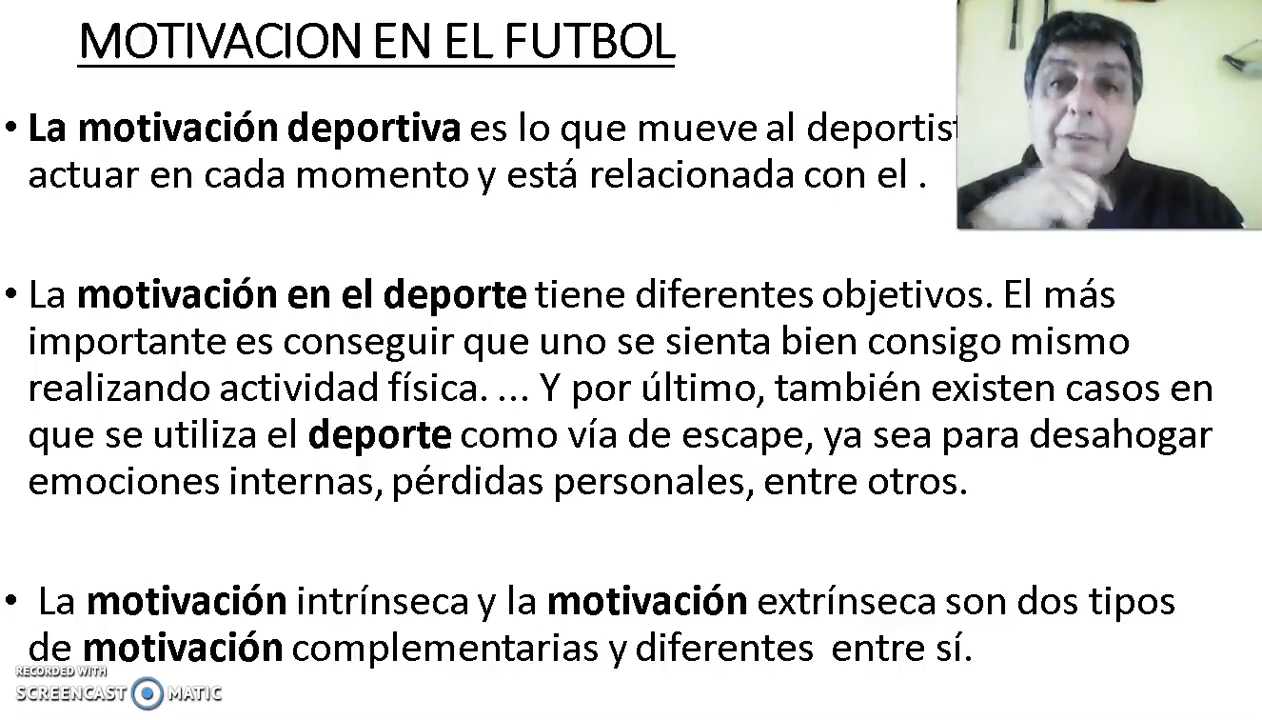 MOTIVACION EN EL FUTBOL
• La motivación deportiva es lo que mueve al
actuar en cada momento y está relacionada con el .
• La motivación en el deporte tiene diferentes objetivos. El más
importante es conseguir que uno se sienta bien consigo mismo
realizando actividad física. ... Y por último, también existen casos en
que se utiliza el deporte como vía de escape, ya sea para desahogar
emociones internas, pérdidas personales, entre otros.
• La motivación intrínseca y la motivación extrínseca son dos tipos
de motivación complementarias y diferentes  entre sí.
RECORDED WITH
SCREENCAST MATIC